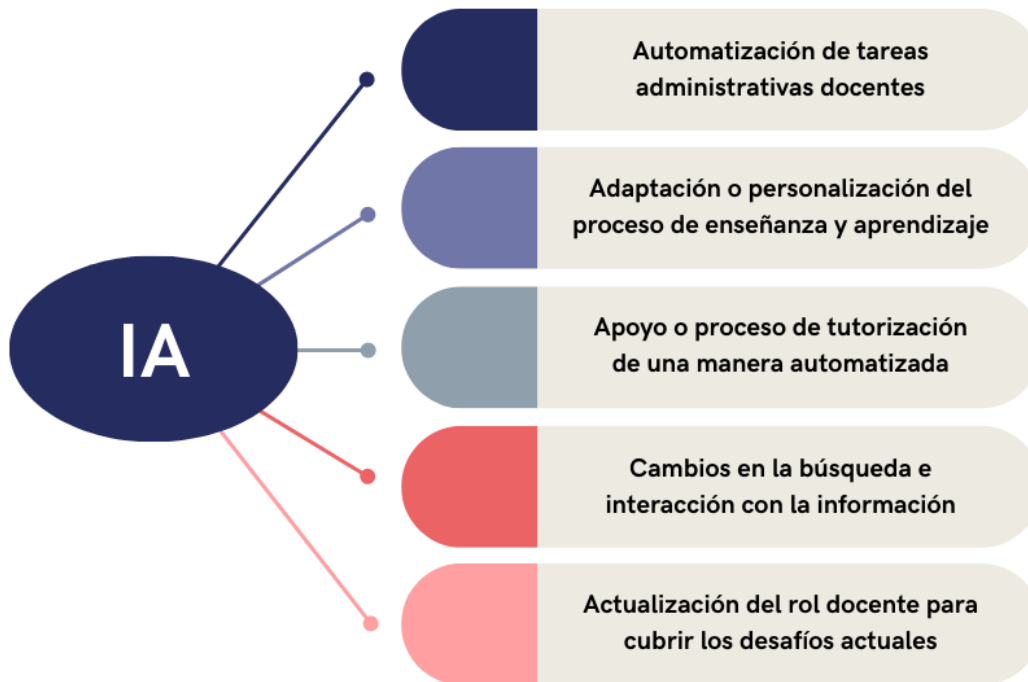 IA
Automatización de tareas
administrativas docentes
Adaptación o personalización del
proceso de enseñanza y aprendizaje
Apoyo o proceso de tutorización
de una manera automatizada
Cambios en la búsqueda e
interacción con la información
Actualización del rol docente para
cubrir los desafíos actuales